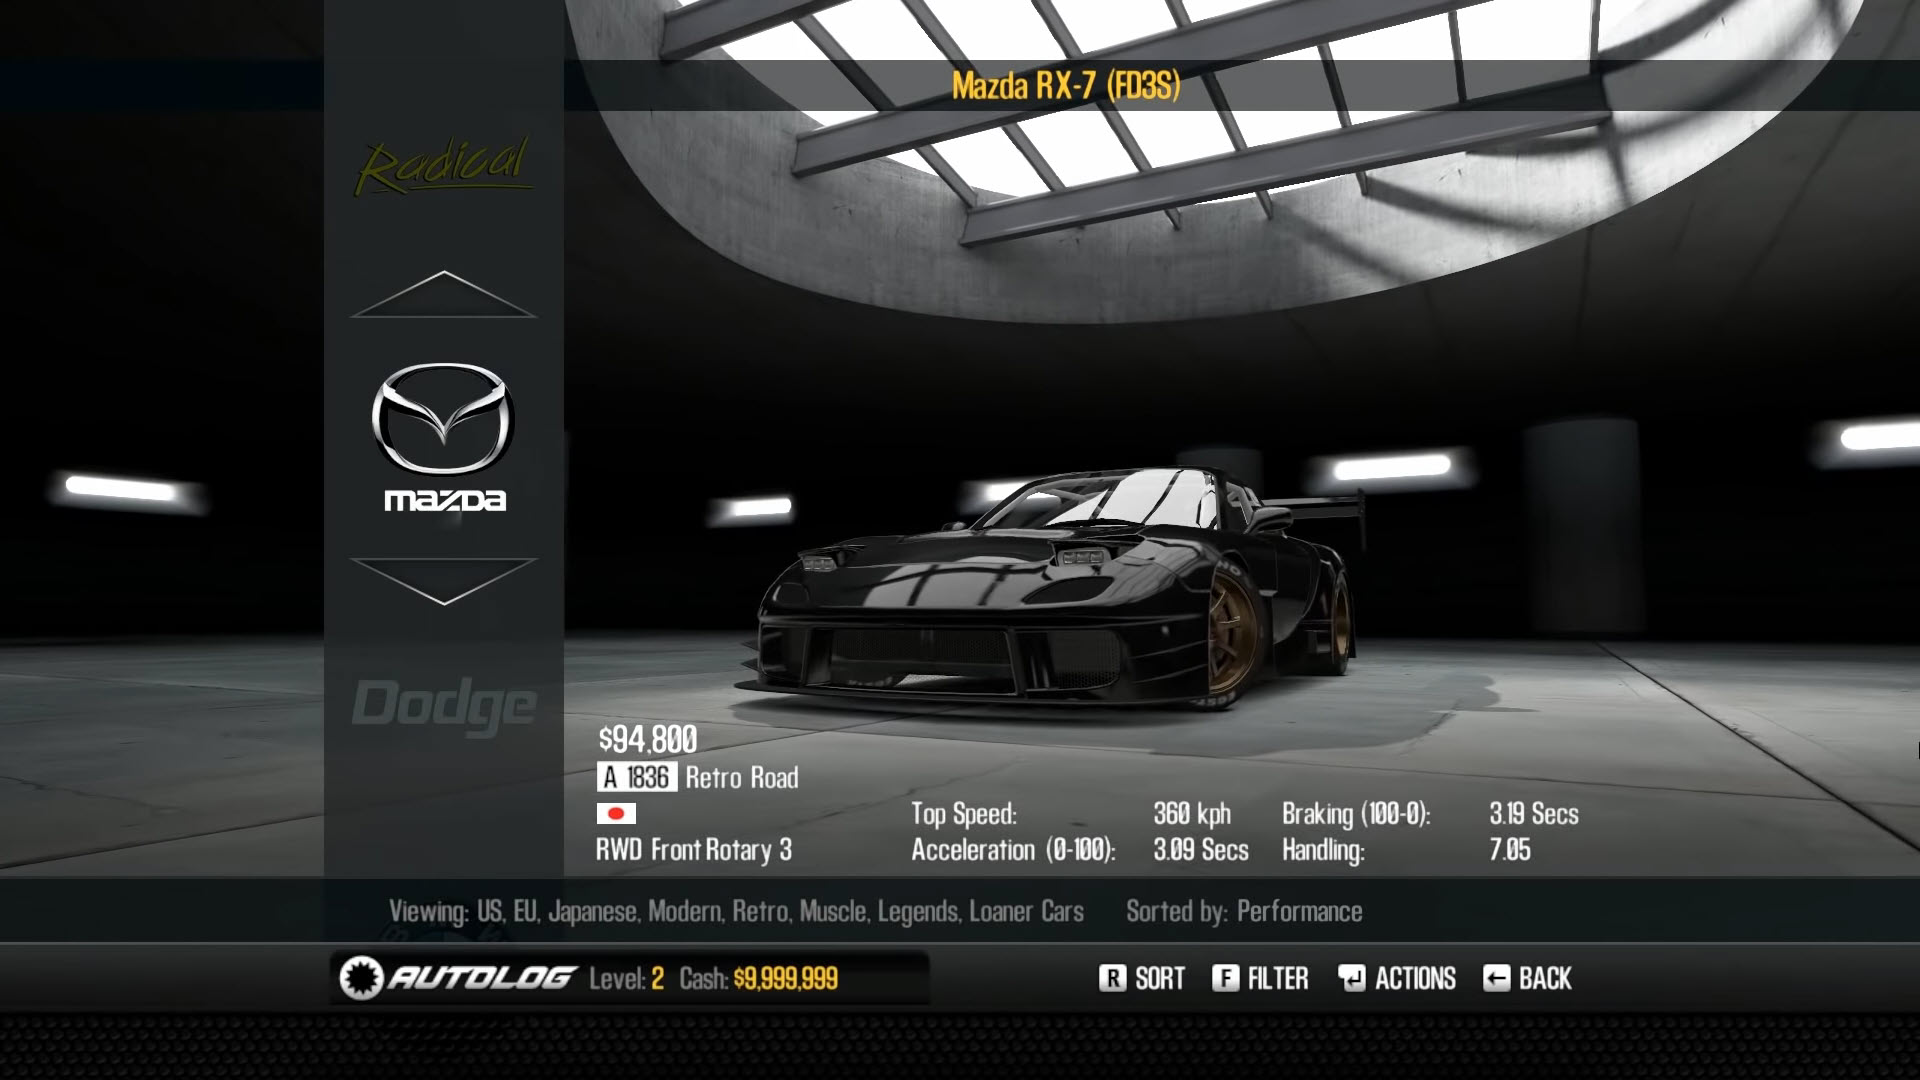 Mazda RX-7 (FD3S)
Radical
mazda
Dodge
$94,800
A 1836 Retro Road
RWD Front Rotary 3
Top Speed: 360 kph
Acceleration (0-100): 3.09 Secs
Braking (100-0): 3.19 Secs
Handling: 7.05
Viewing: US, EU, Japanese, Modern, Retro, Muscle, Legends, Loaner Cars Sorted by: Performance
AUTOLOG Level: 2 Cash: $9,999,999
R SORT F FILTER ACTIONS BACK